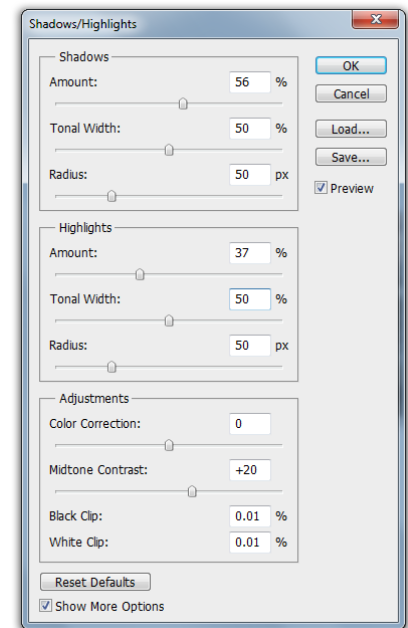 Shadows/Highlights
Shadows
Amount: 56 %
Tonal Width: 50 %
Radius: 50 px
OK
Cancel
Load...
Save...
Preview
Highlights
Amount: 37 %
Tonal Width: 50 %
Radius: 50 px
Adjustments
Color Correction: 0
Midtone Contrast: +20
Black Clip: 0.01 %
White Clip: 0.01 %
Reset Defaults
Show More Options